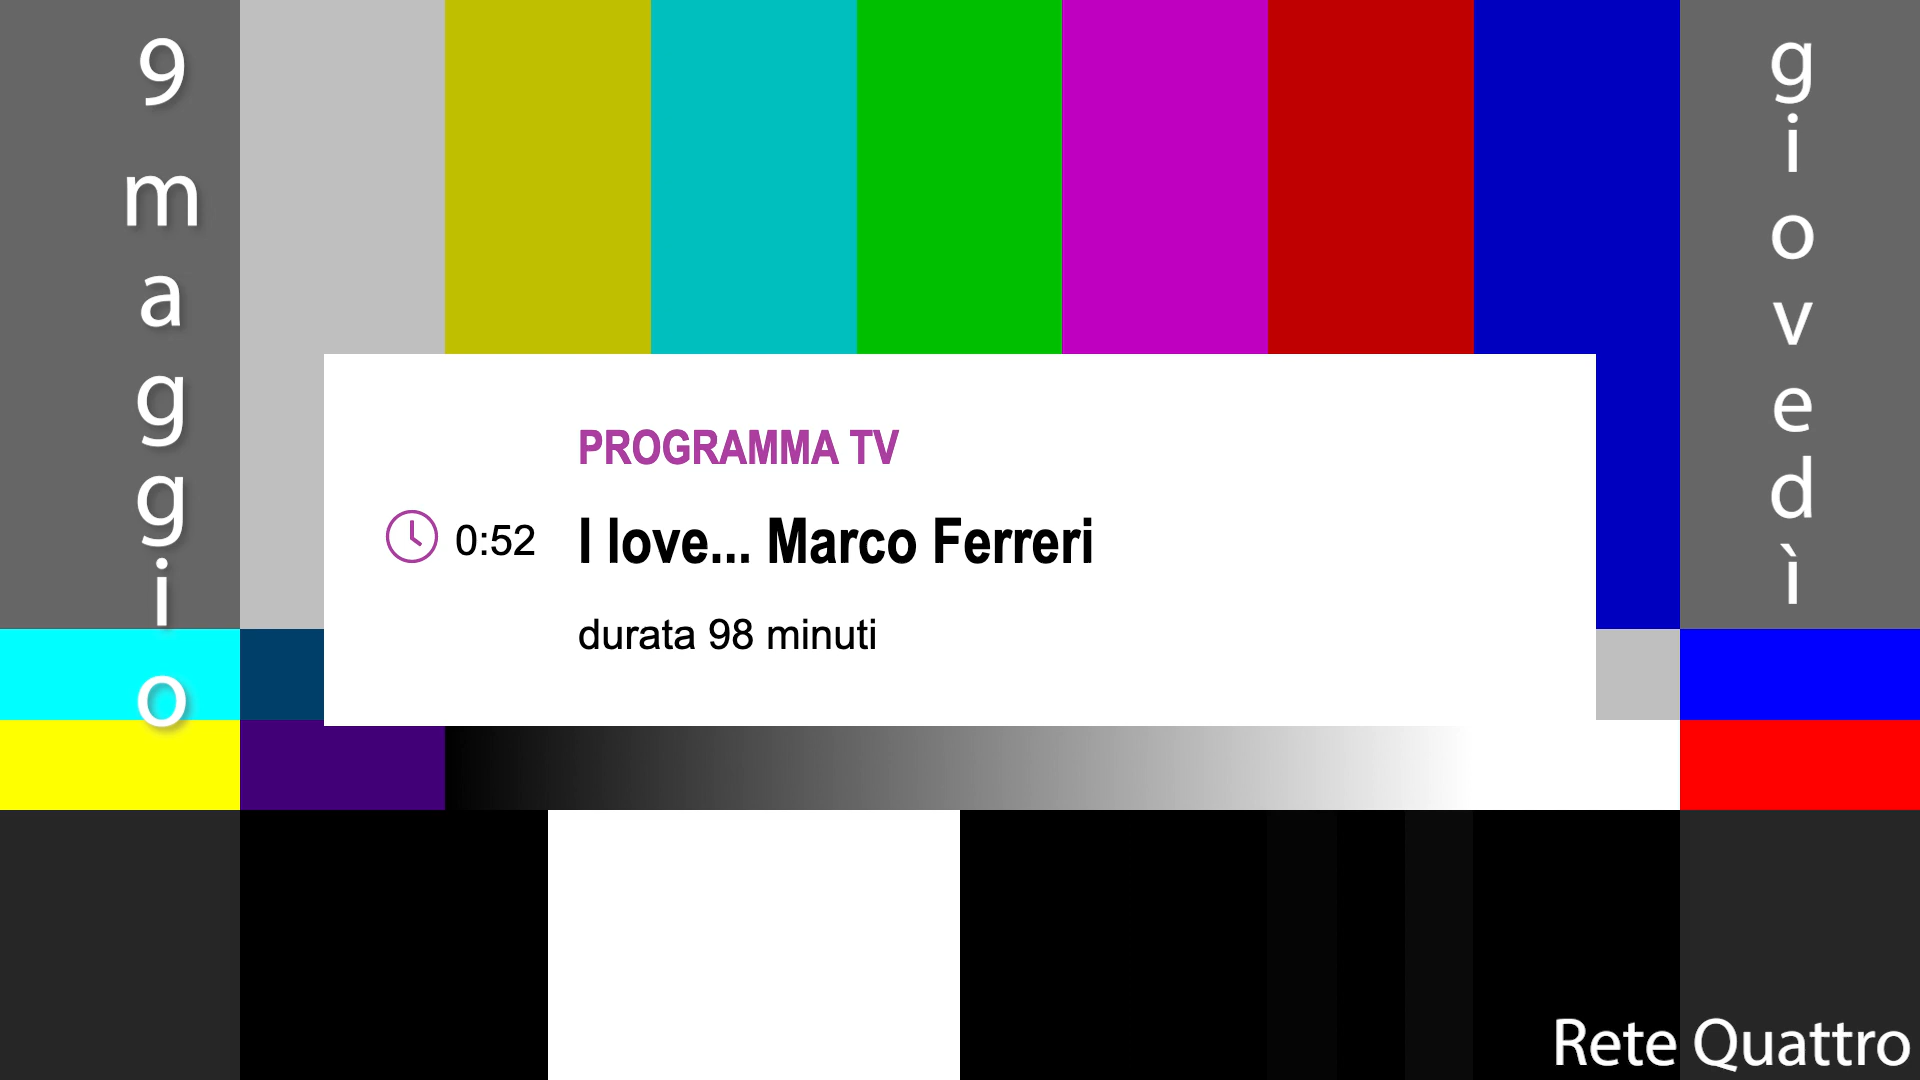 9 maggio
giovedì
PROGRAMMA TV
0:52 I love... Marco Ferreri
durata 98 minuti
Rete Quattro